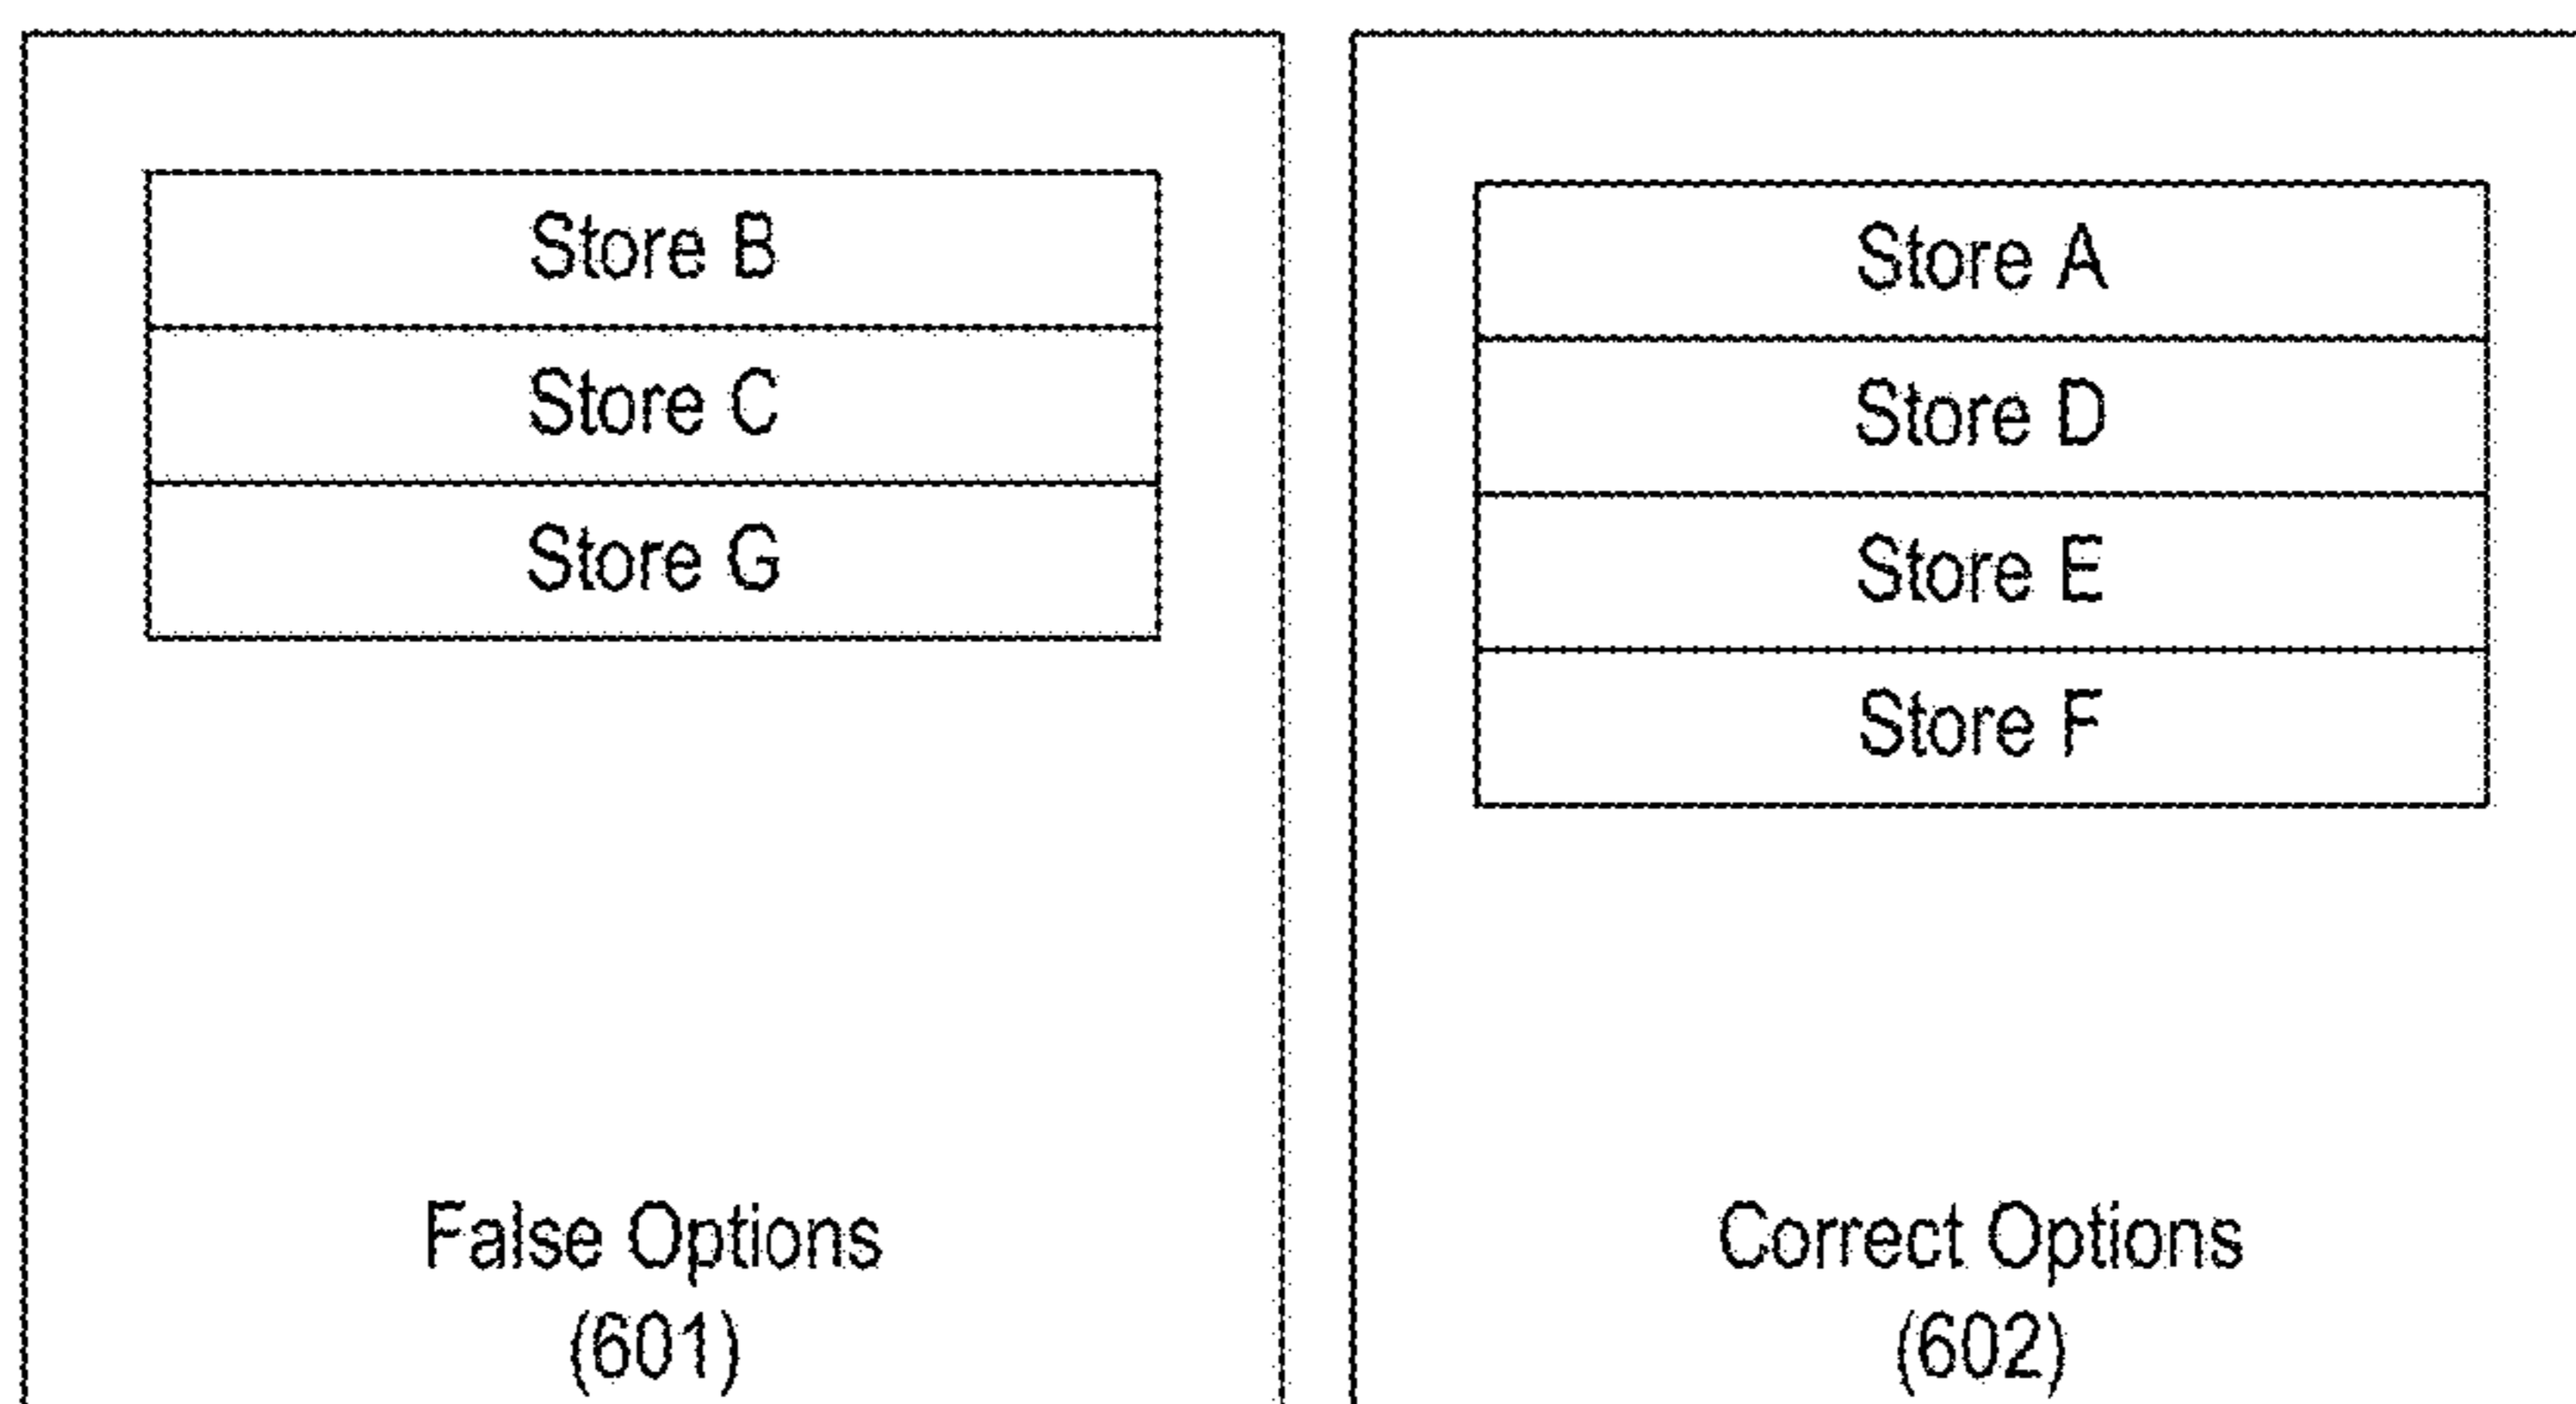 Store B
Store C
Store G
False Options
(601)
Store A
Store D
Store E
Store F
Correct Options
(602)